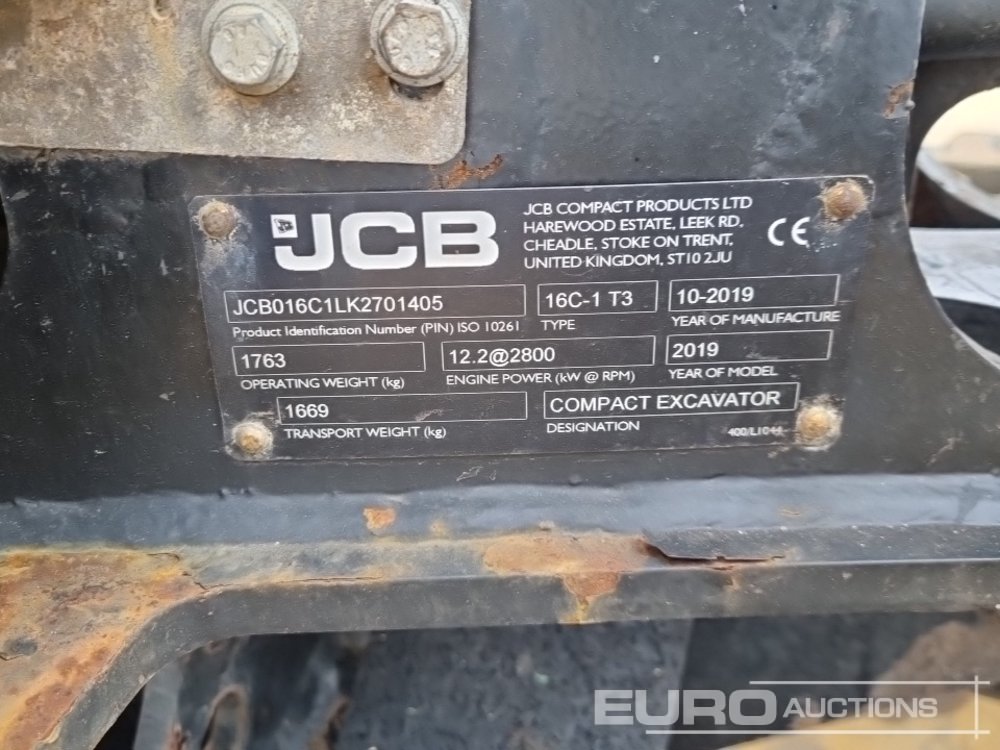 JCB
JCB COMPACT PRODUCTS LTD
HAREWOOD ESTATE, LEEK RD,
CHEADLE, STOKE ON TRENT,
UNITED KINGDOM, ST10 2JU
CE
JCB016C1LK2701405
Product Identification Number (PIN) ISO 10261
16C-1 T3
TYPE
10-2019
YEAR OF MANUFACTURE
1763
OPERATING WEIGHT (kg)
12.2@2800
ENGINE POWER (kW @ RPM)
2019
YEAR OF MODEL
1669
TRANSPORT WEIGHT (kg)
COMPACT EXCAVATOR
DESIGNATION
EURO AUCTIONS